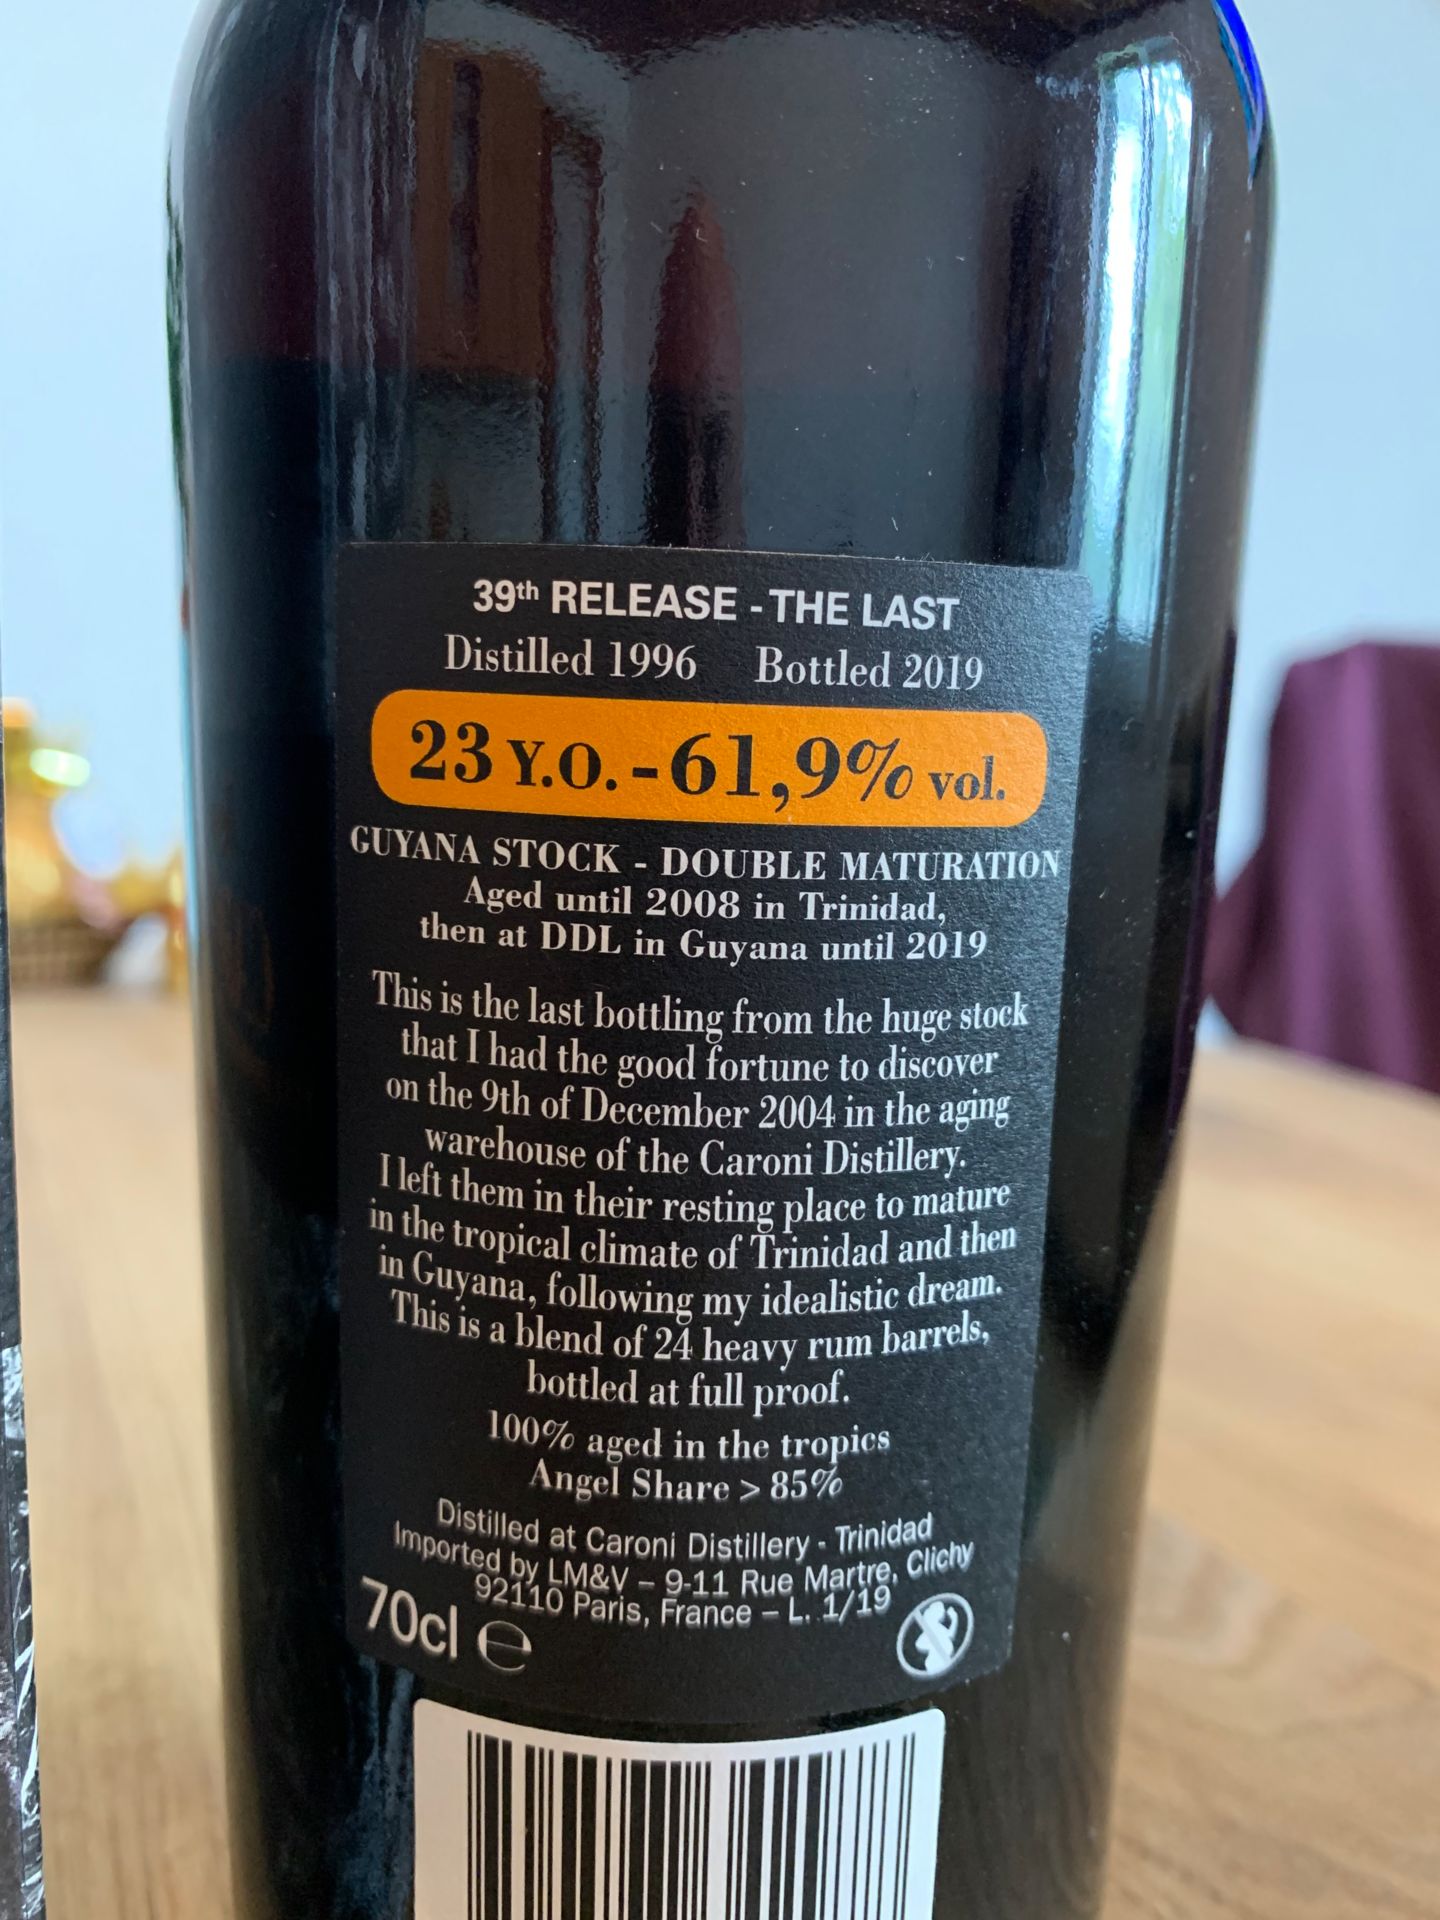 39th RELEASE - THE LAST
Distilled 1996 Bottled 2019
23 Y.O. - 61,9% vol.
GUYANA STOCK - DOUBLE MATURATION
Aged until 2008 in Trinidad,
then at DDL in Guyana until 2019
This is the last bottling from the huge stock
that I had the good fortune to discover
on the 9th of December 2004 in the aging
warehouse of the Caroni Distillery.
I left them in their resting place to mature
in the tropical climate of Trinidad and then
in Guyana, following my idealistic dream.
This is a blend of 24 heavy rum barrels,
bottled at full proof.
100% aged in the tropics
Angel Share > 85%
Distilled at Caroni Distillery - Trinidad
Imported by LM&V – 9-11 Rue Martre, Clichy
92110 Paris, France – L. 1/19
70cl ℮